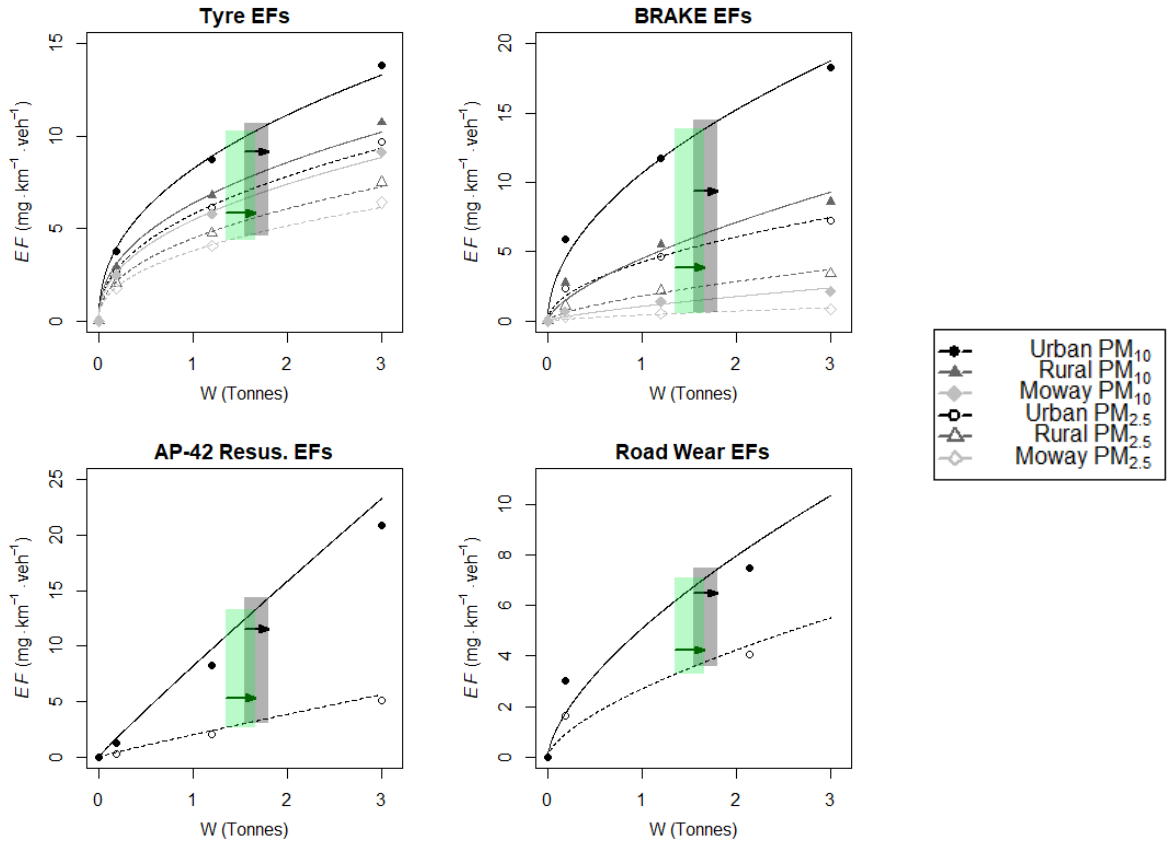 Tyre EFs
EF (mg · km⁻¹ · veh⁻¹)
15
10
5
0
0 1 2 3
W (Tonnes)
BRAKE EFs
EF (mg · km⁻¹ · veh⁻¹)
20
15
10
5
0
0 1 2 3
W (Tonnes)
Urban PM₁₀
Rural PM₁₀
Moway PM₁₀
Urban PM₂.₅
Rural PM₂.₅
Moway PM₂.₅
AP-42 Resus. EFs
EF (mg · km⁻¹ · veh⁻¹)
25
20
15
10
5
0
0 1 2 3
W (Tonnes)
Road Wear EFs
EF (mg · km⁻¹ · veh⁻¹)
10
8
6
4
2
0
0 1 2 3
W (Tonnes)